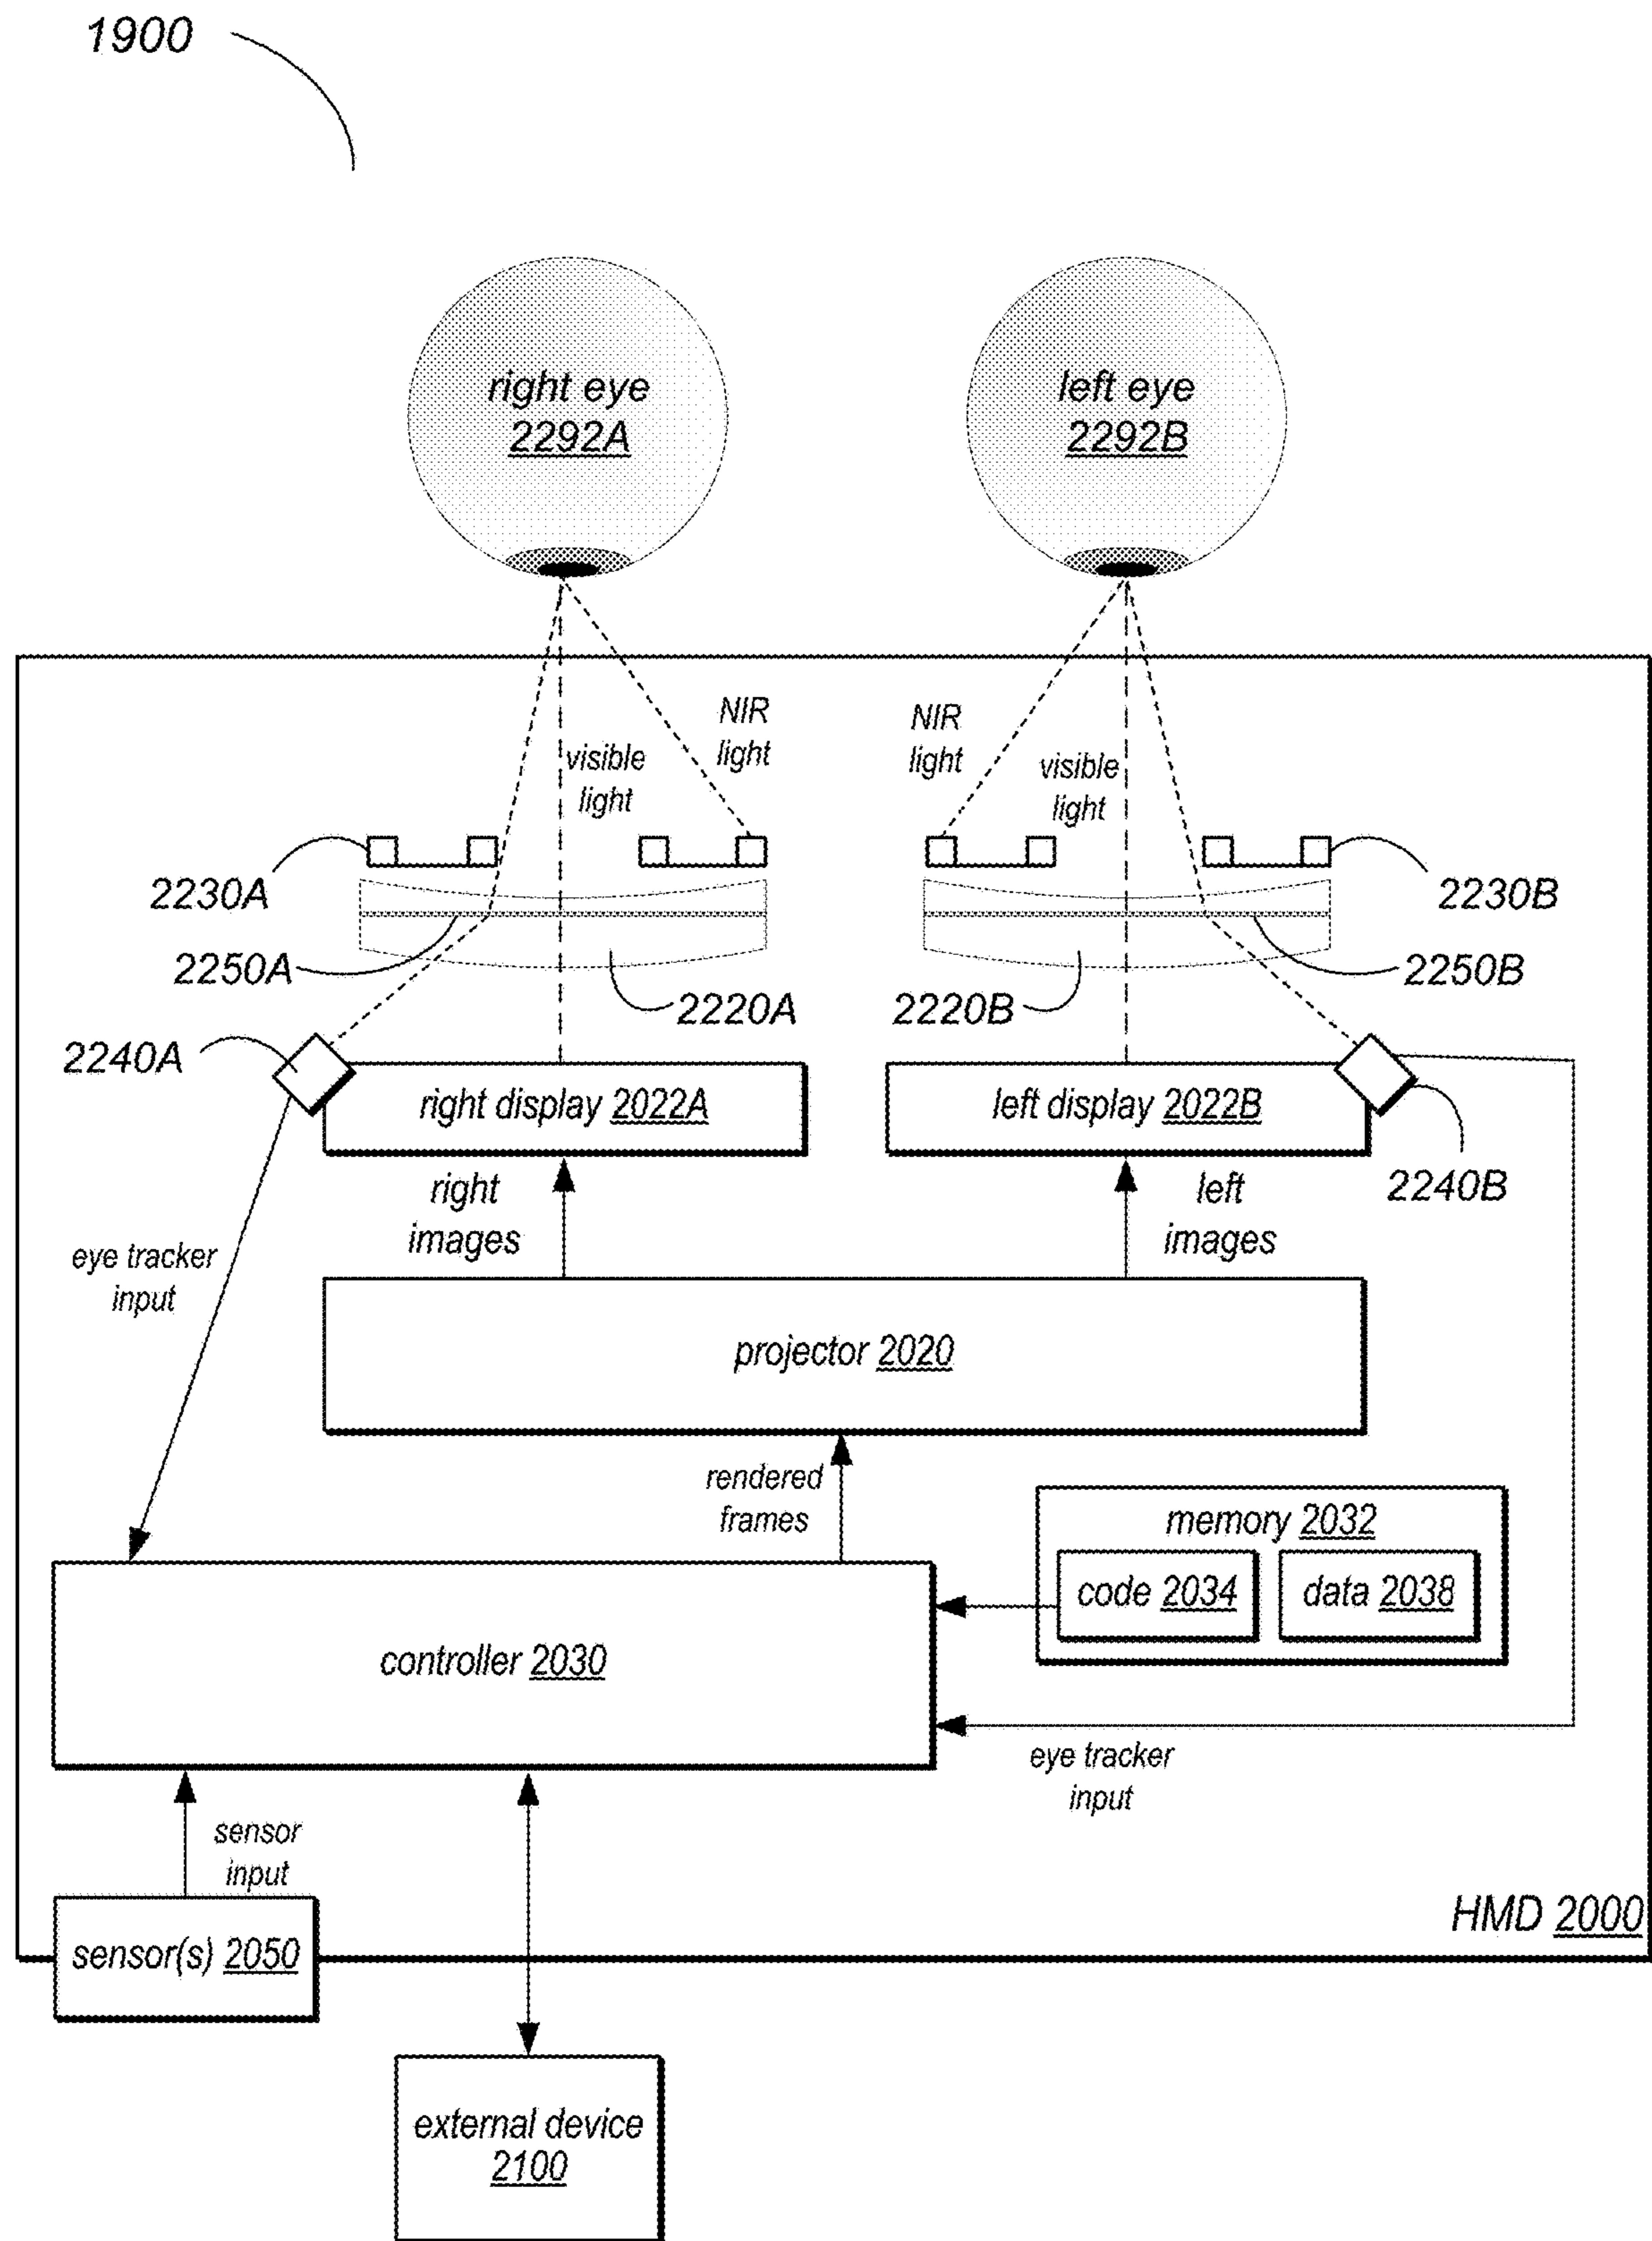 1900
right eye
2292A
left eye
2292B
NIR
light
visible
light
NIR
light
visible
light
2230A
2230B
2250A
2250B
2220A
2220B
2240A
right display 2022A
left display 2022B
2240B
right
images
left
images
eye tracker
input
projector 2020
rendered
frames
memory 2032
code 2034
data 2038
controller 2030
eye tracker
input
sensor
input
HMD 2000
sensor(s) 2050
external device
2100